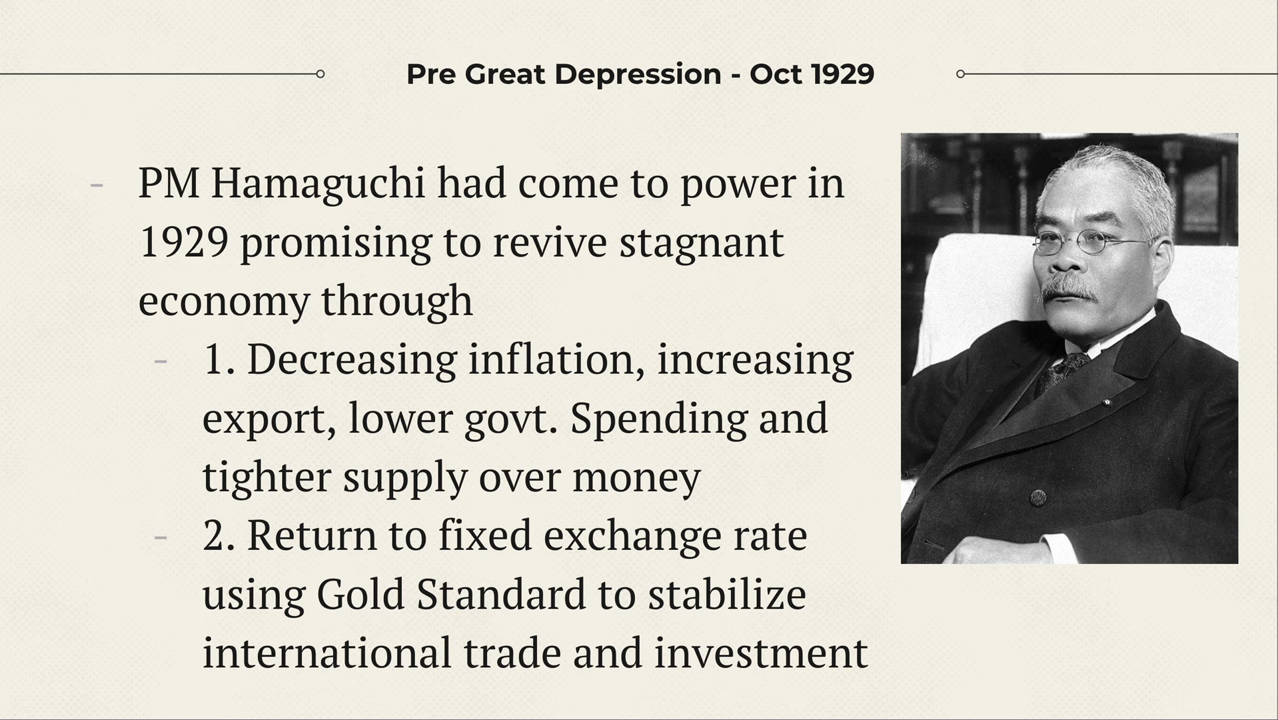 Pre Great Depression - Oct 1929
- PM Hamaguchi had come to power in
1929 promising to revive stagnant
economy through
- 1. Decreasing inflation, increasing
export, lower govt. Spending and
tighter supply over money
- 2. Return to fixed exchange rate
using Gold Standard to stabilize
international trade and investment